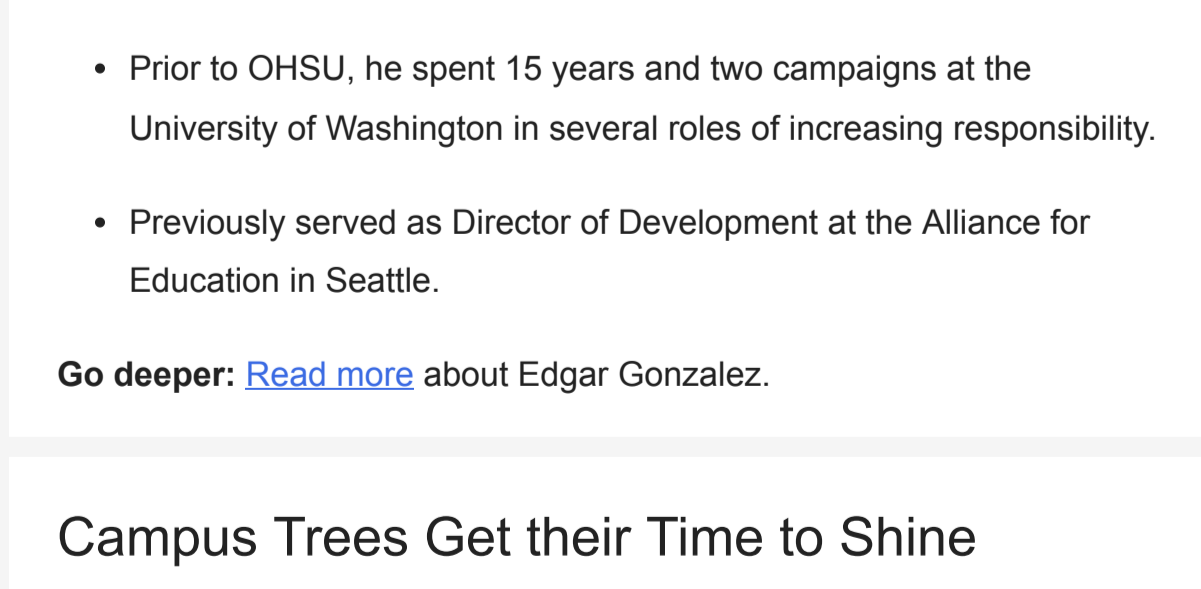 • Prior to OHSU, he spent 15 years and two campaigns at the
University of Washington in several roles of increasing responsibility.
• Previously served as Director of Development at the Alliance for
Education in Seattle.
Go deeper: Read more about Edgar Gonzalez.
Campus Trees Get their Time to Shine